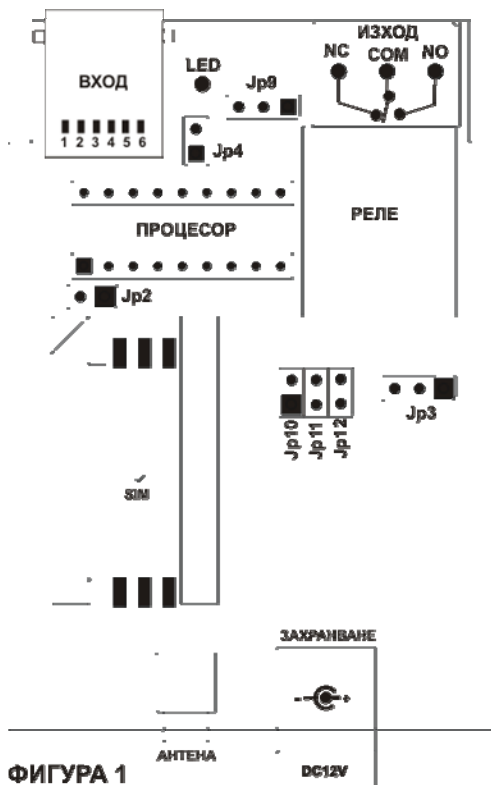 ИЗХОД
NC COM NO
ВХОД
LED
Jp9
1 2 3 4 5 6
Jp4
ПРОЦЕСОР
РЕЛЕ
Jp2
Jp10
Jp11
Jp12
Jp3
SIM
ЗАХРАНВАНЕ
- +
АНТЕНА
DC12V
ФИГУРА 1